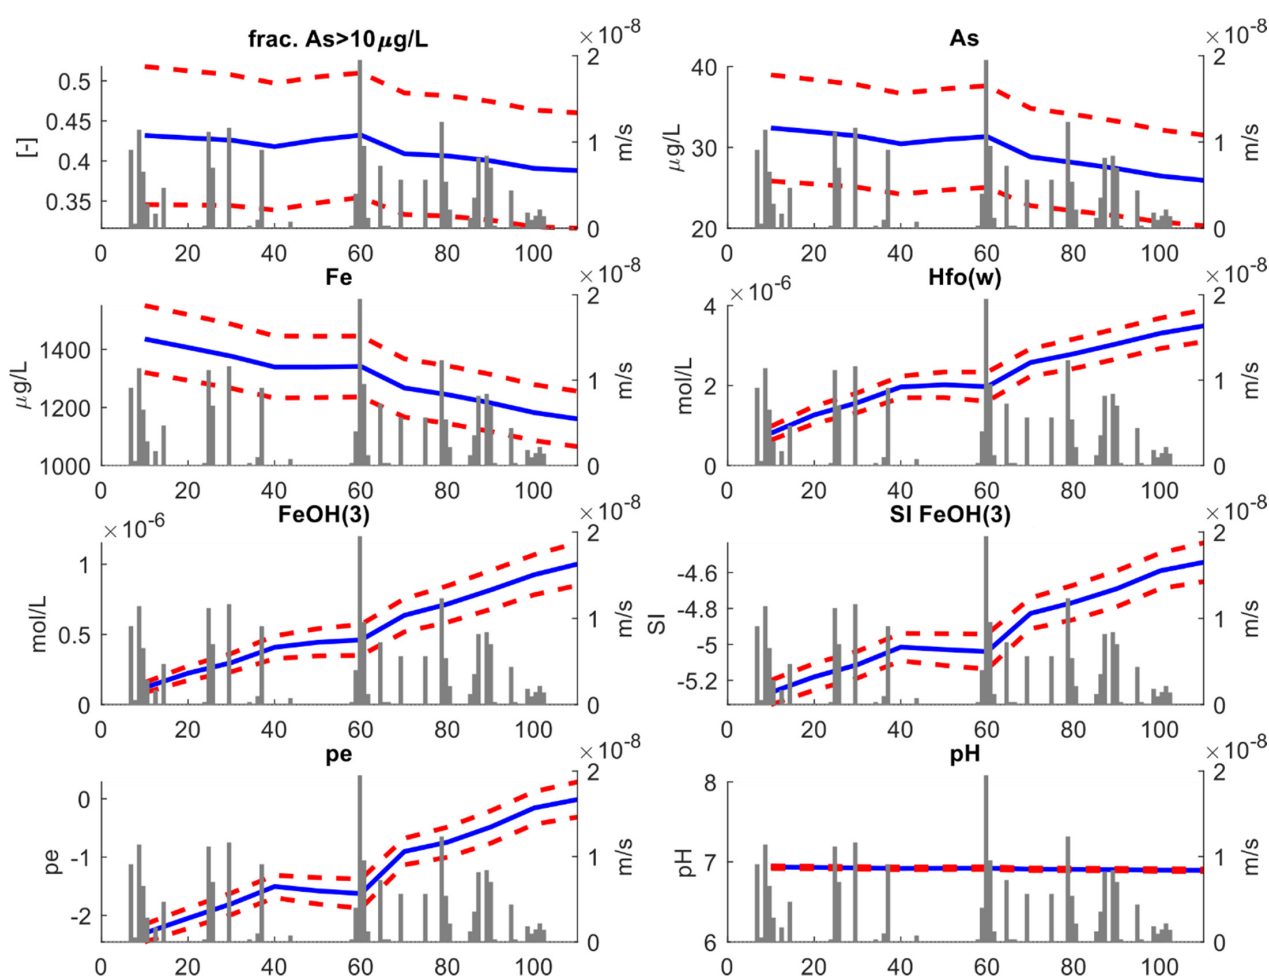 frac. As>10μg/L
×10⁻⁸
[-]
0.5
0.45
0.4
0.35
2
1
0
m/s
0 20 40 60 80 100
As
×10⁻⁸
μg/L
40
30
20
2
1
0
m/s
0 20 40 60 80 100
Fe
×10⁻⁸
μg/L
1400
1200
1000
2
1
0
m/s
0 20 40 60 80 100
Hfo(w)
×10⁻⁶
×10⁻⁸
mol/L
4
2
0
2
1
0
m/s
0 20 40 60 80 100
FeOH(3)
×10⁻⁶
×10⁻⁸
mol/L
1
0.5
0
2
1
0
m/s
0 20 40 60 80 100
SI FeOH(3)
×10⁻⁸
SI
-4.6
-4.8
-5
-5.2
2
1
0
m/s
0 20 40 60 80 100
pe
×10⁻⁸
pe
0
-1
-2
2
1
0
m/s
0 20 40 60 80 100
pH
×10⁻⁸
pH
8
7
6
2
1
0
m/s
0 20 40 60 80 100